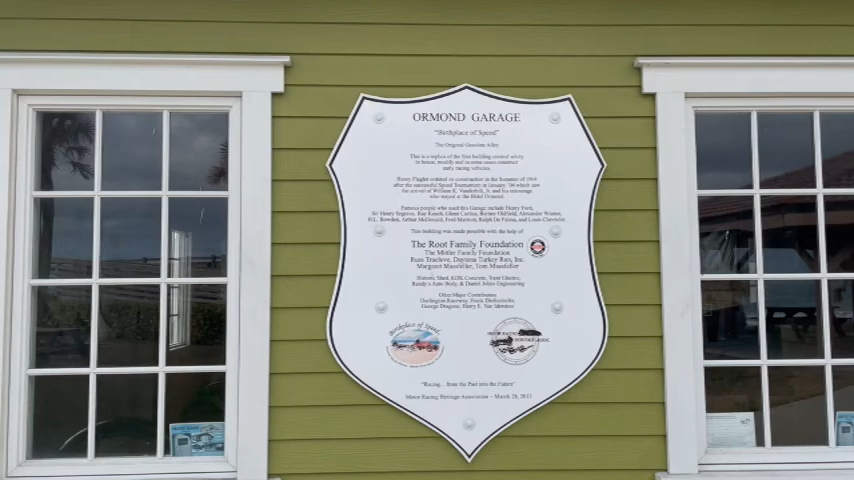 ORMOND GARAGE
"Birthplace of Speed"
The Original Gasoline Alley
This is a replica of the first building created solely
to house, modify and in some cases construct
early racing vehicles.
Henry Flagler ordered its construction in the Summer of 1904
after the successful Speed Tournament in January '04 which saw
the arrival of William K. Vanderbilt, Jr. and his entourage
who stayed at the Hotel Ormond.
Famous people who used this Garage include Henry Ford,
Sir Henry Segrave, Ray Keech, Glenn Curtiss, Barney Oldfield, Alexander Winton,
H.L. Bowden, Arthur McDonald, Fred Marriott, Ralph De Palma, and Louis Chevrolet.
This building was made possible with the help of
The Root Family Foundation
The Mittler Family Foundation
Russ Truelove, Daytona Turkey Run, Inc.
Margaret Massfeller, Tom Massfeller
Historic Shed, ECM, Concrete, Trent Electric,
Randy's Auto Body, & Daniel Johns Engineering
Other Major Contributors
Darlington Raceway, Frank Diefenthaler,
George Dragone, Harry E. Van Iderstine
Birthplace of Speed
"Racing... from the Past into the Future"
Motor Racing Heritage Association - March 28, 2013